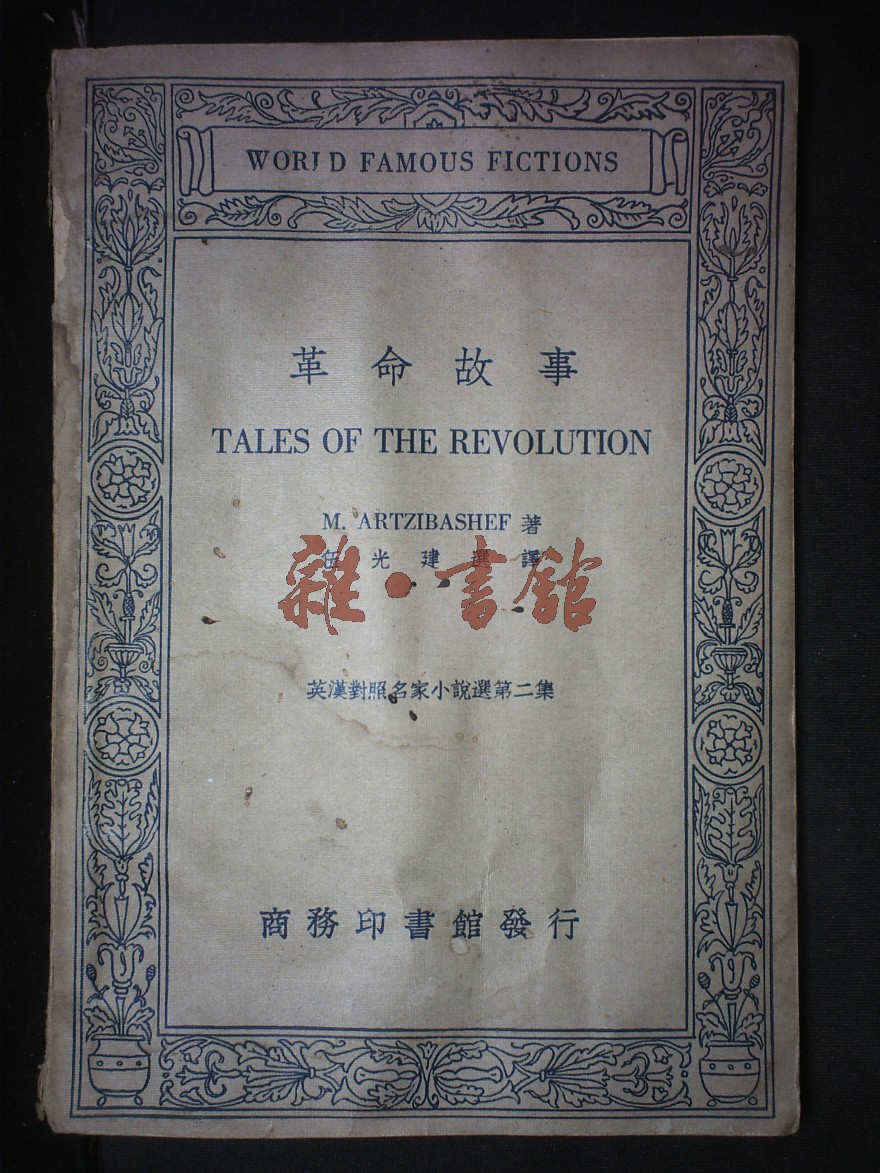 WORLD FAMOUS FICTIONS
革命故事
TALES OF THE REVOLUTION
M. ARTZIBASHEF 著
伍光建選譯
雜·書館
英漢對照名家小說選第二集
商務印書館發行